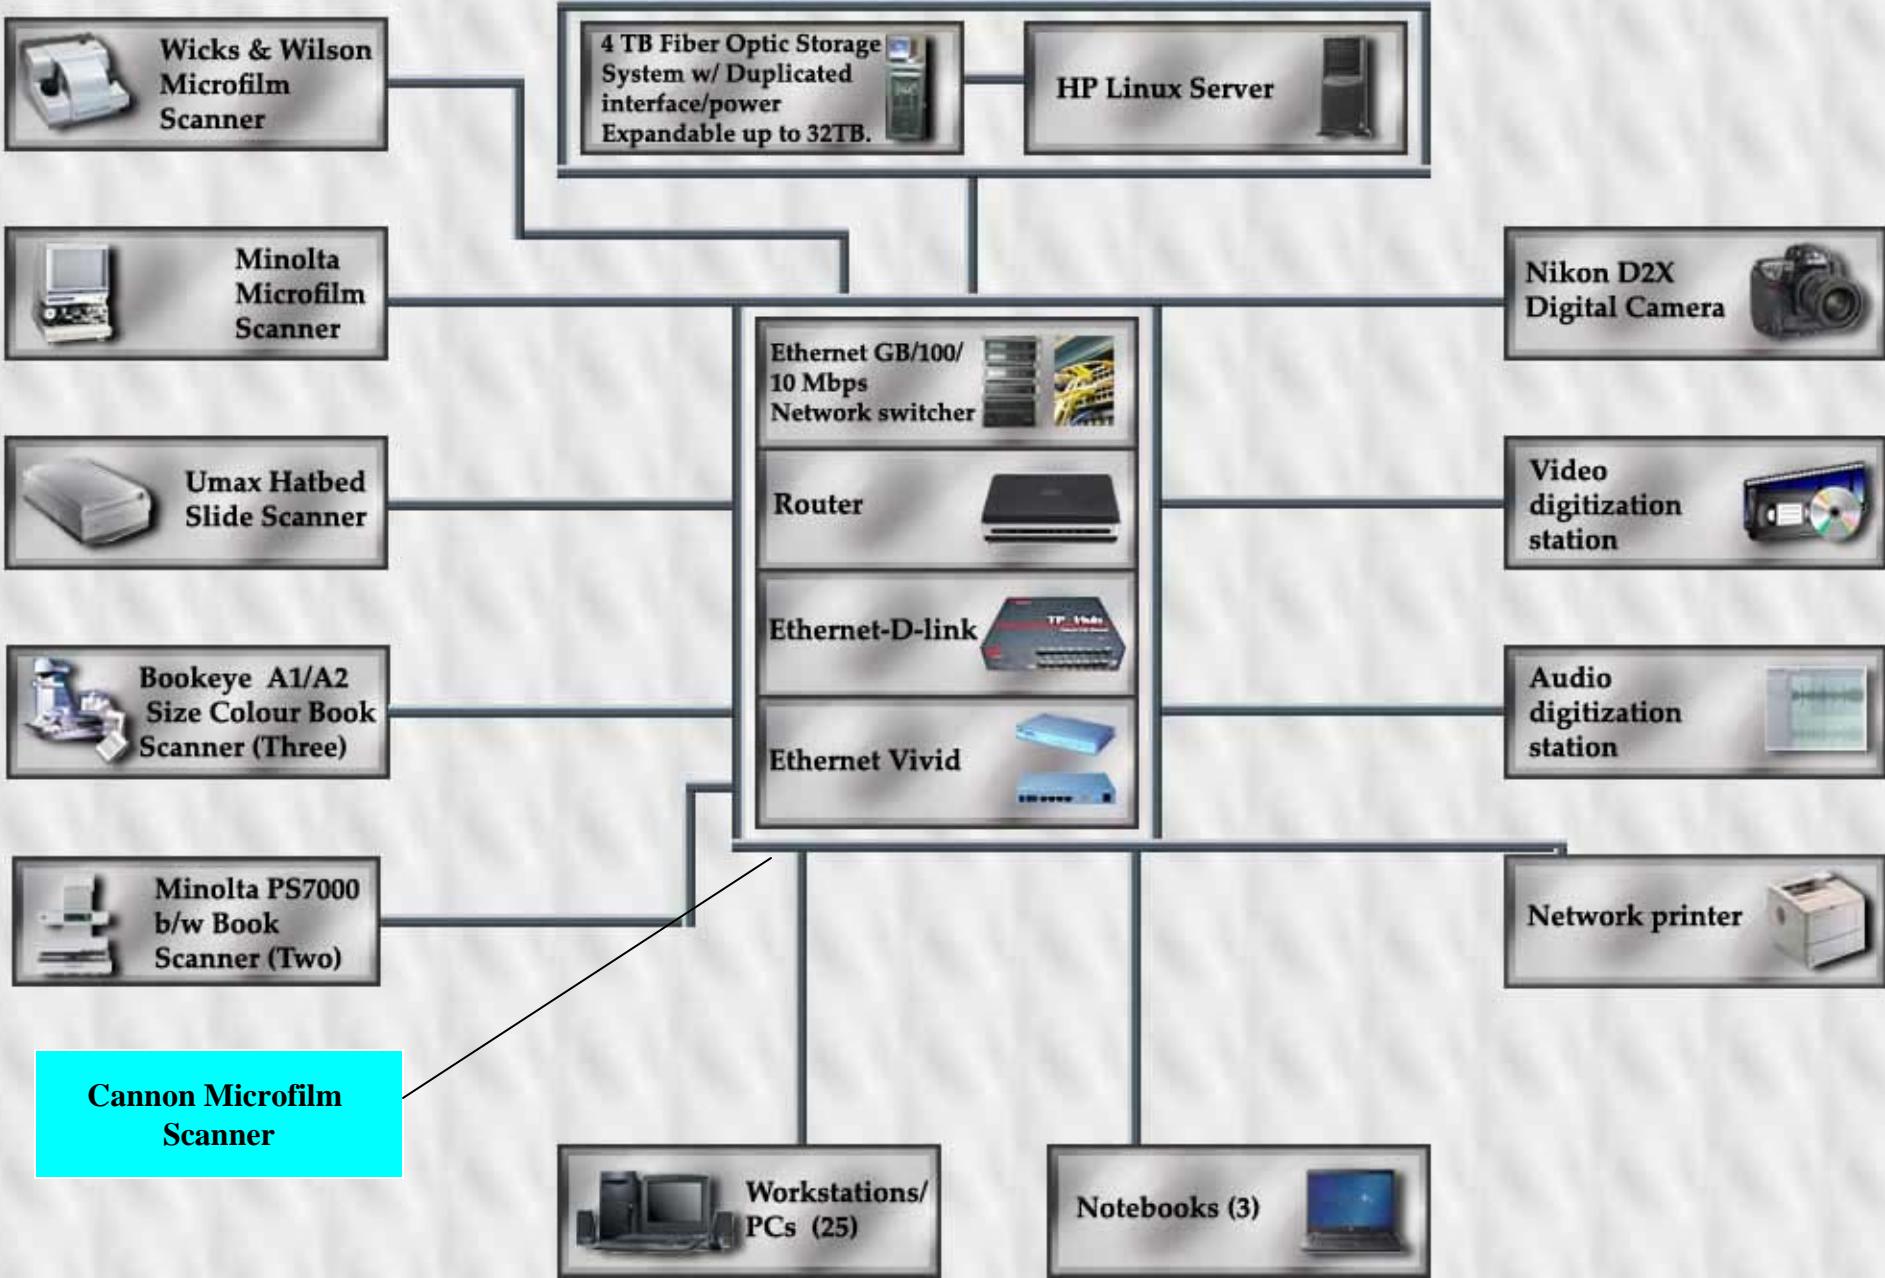 Wicks & Wilson
Microfilm
Scanner
4 TB Fiber Optic Storage
System w/ Duplicated
interface/power
Expandable up to 32TB.
HP Linux Server
Minolta
Microfilm
Scanner
Nikon D2X
Digital Camera
Ethernet GB/100/
10 Mbps
Network switcher
Umax Hatbed
Slide Scanner
Router
Video
digitization
station
Ethernet-D-link
TP Hub
Bookeye A1/A2
Size Colour Book
Scanner (Three)
Audio
digitization
station
Ethernet Vivid
Minolta PS7000
b/w Book
Scanner (Two)
Network printer
Cannon Microfilm
Scanner
Workstations/
PCs (25)
Notebooks (3)